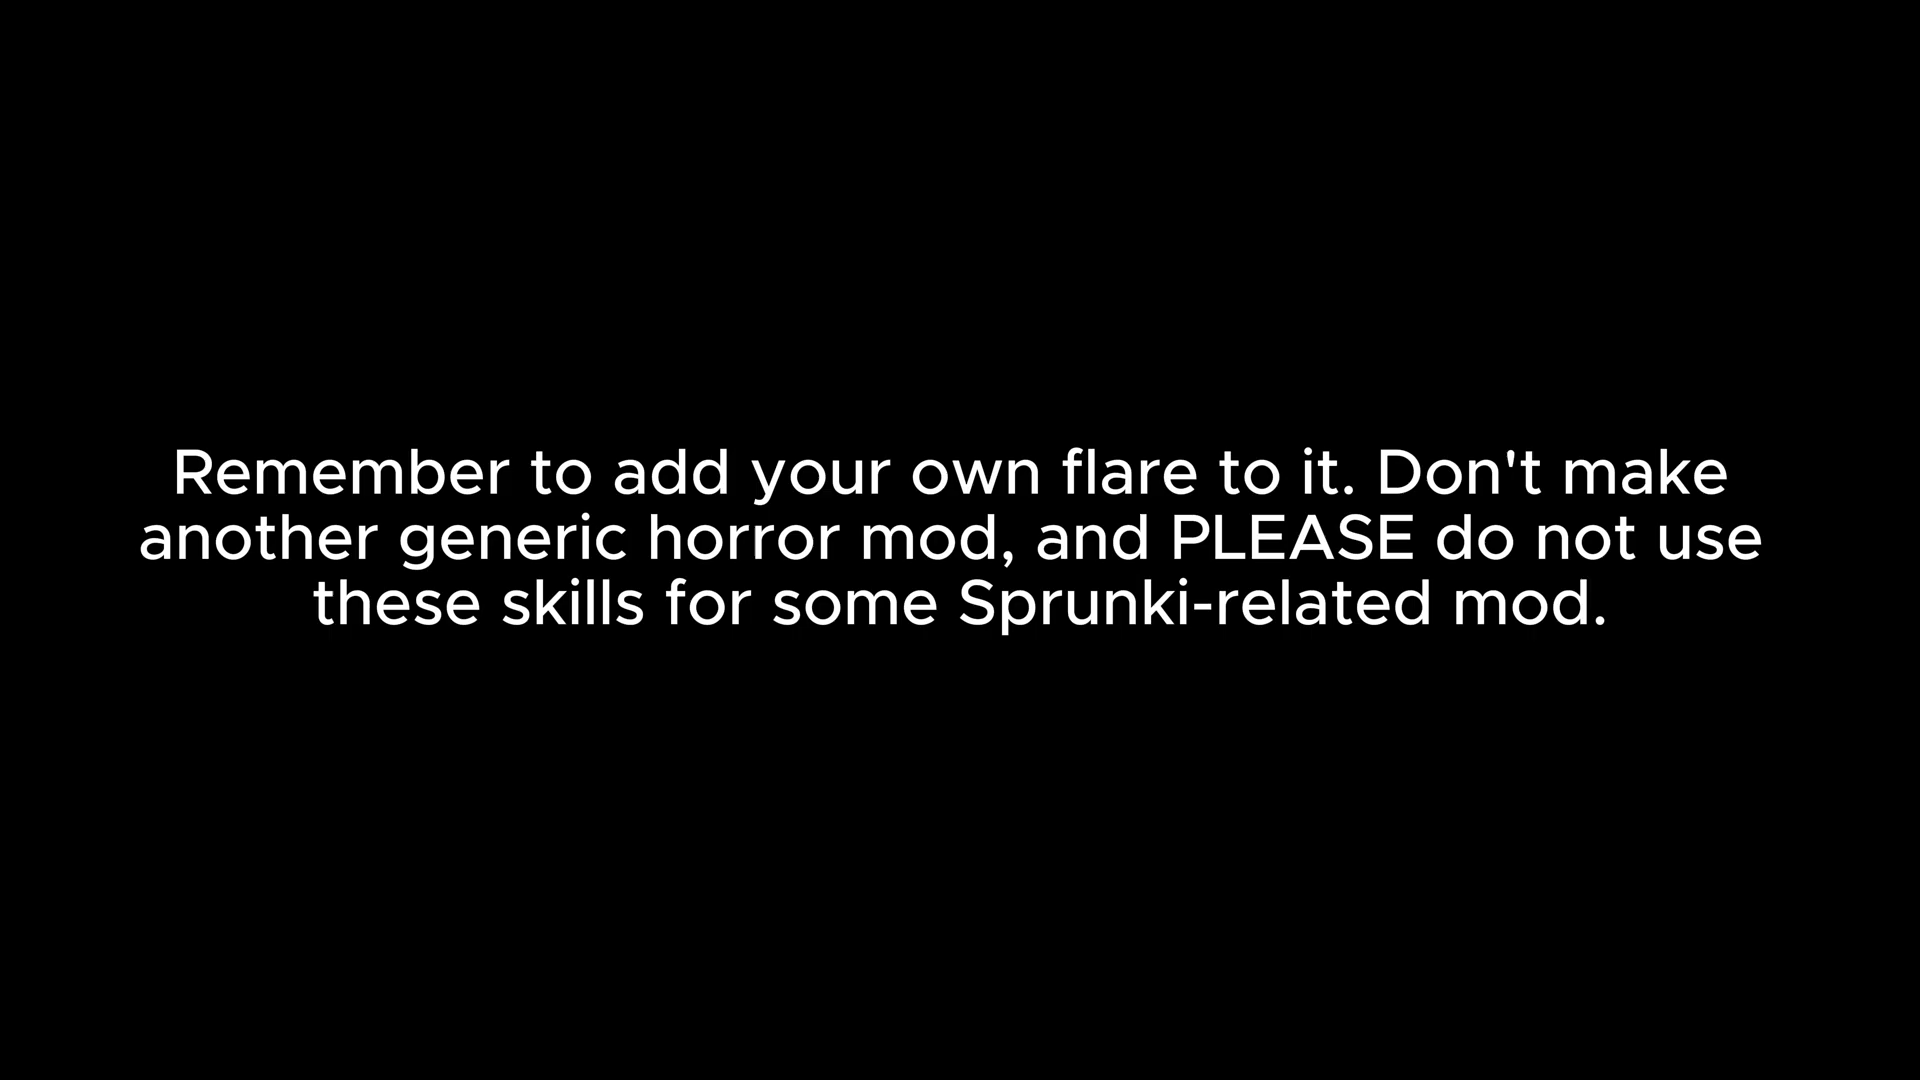 Remember to add your own flare to it. Don't make
another generic horror mod, and PLEASE do not use
these skills for some Sprunki-related mod.